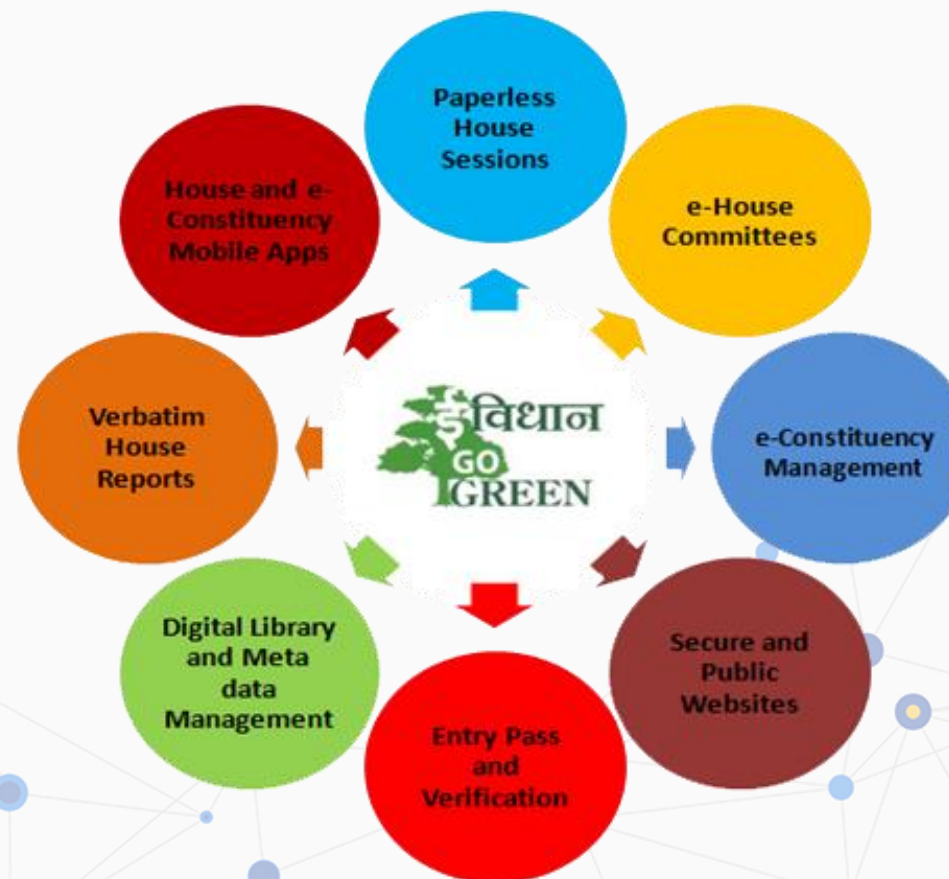 Paperless
House
Sessions
e-House
Committees
e-Constituency
Management
Secure and
Public
Websites
Entry Pass
and
Verification
Digital Library
and Meta
data
Management
Verbatim
House
Reports
House and e-
Constituency
Mobile Apps
ई विधान
GO
GREEN